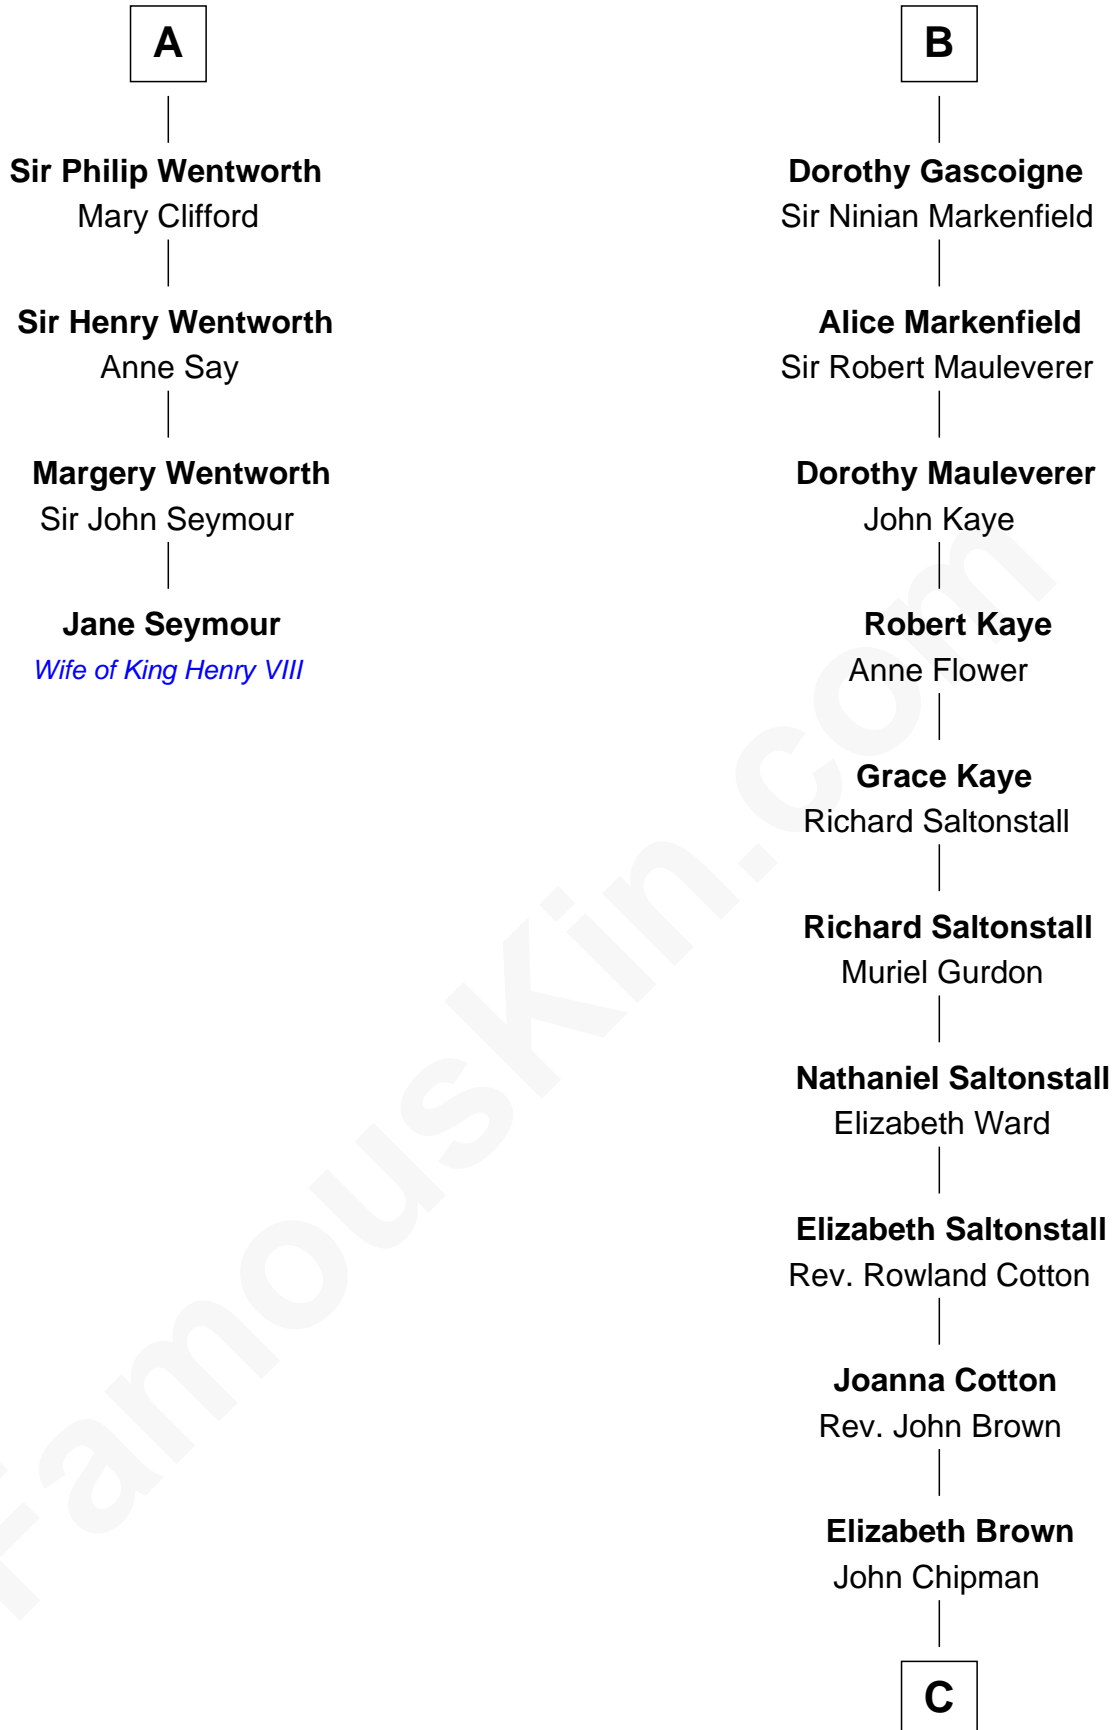 A
Sir Philip Wentworth
Mary Clifford
Sir Henry Wentworth
Anne Say
Margery Wentworth
Sir John Seymour
Jane Seymour
Wife of King Henry VIII
B
Dorothy Gascoigne
Sir Ninian Markenfield
Alice Markenfield
Sir Robert Mauleverer
Dorothy Mauleverer
John Kaye
Robert Kaye
Anne Flower
Grace Kaye
Richard Saltonstall
Richard Saltonstall
Muriel Gurdon
Nathaniel Saltonstall
Elizabeth Ward
Elizabeth Saltonstall
Rev. Rowland Cotton
Joanna Cotton
Rev. John Brown
Elizabeth Brown
John Chipman
C
FamousKin.com